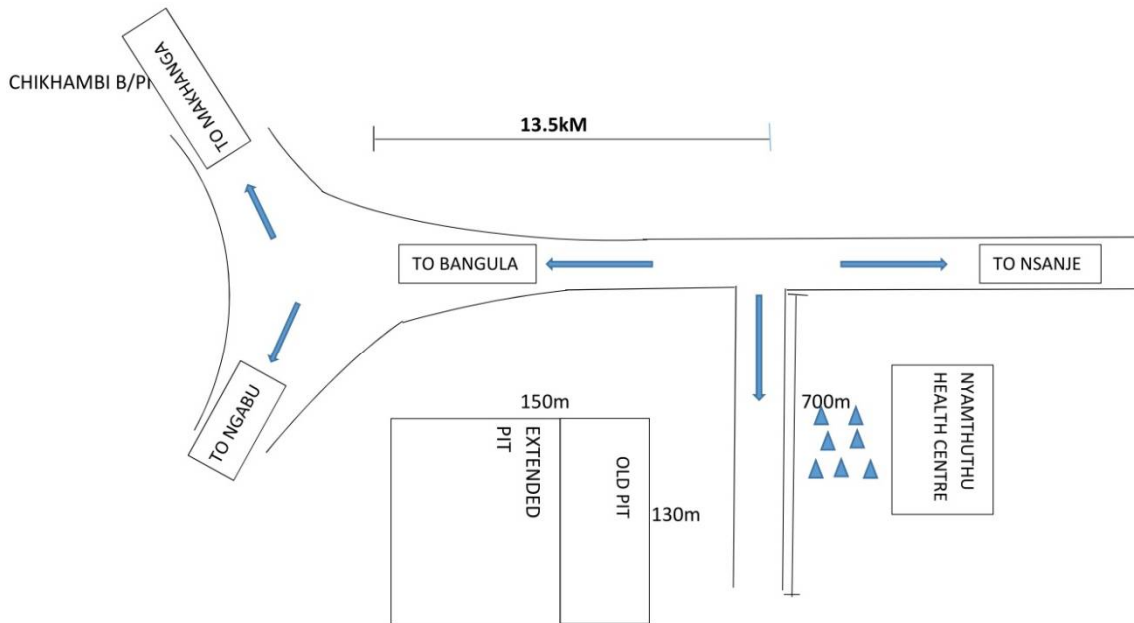 TO MAKHANGA
CHIKHAMBI B/PI
13.5kM
TO BANGULA
TO NSANJE
TO NGABU
150m
EXTENDED
PIT
OLD PIT
130m
700m
NYAMTHUTHU
HEALTH CENTRE